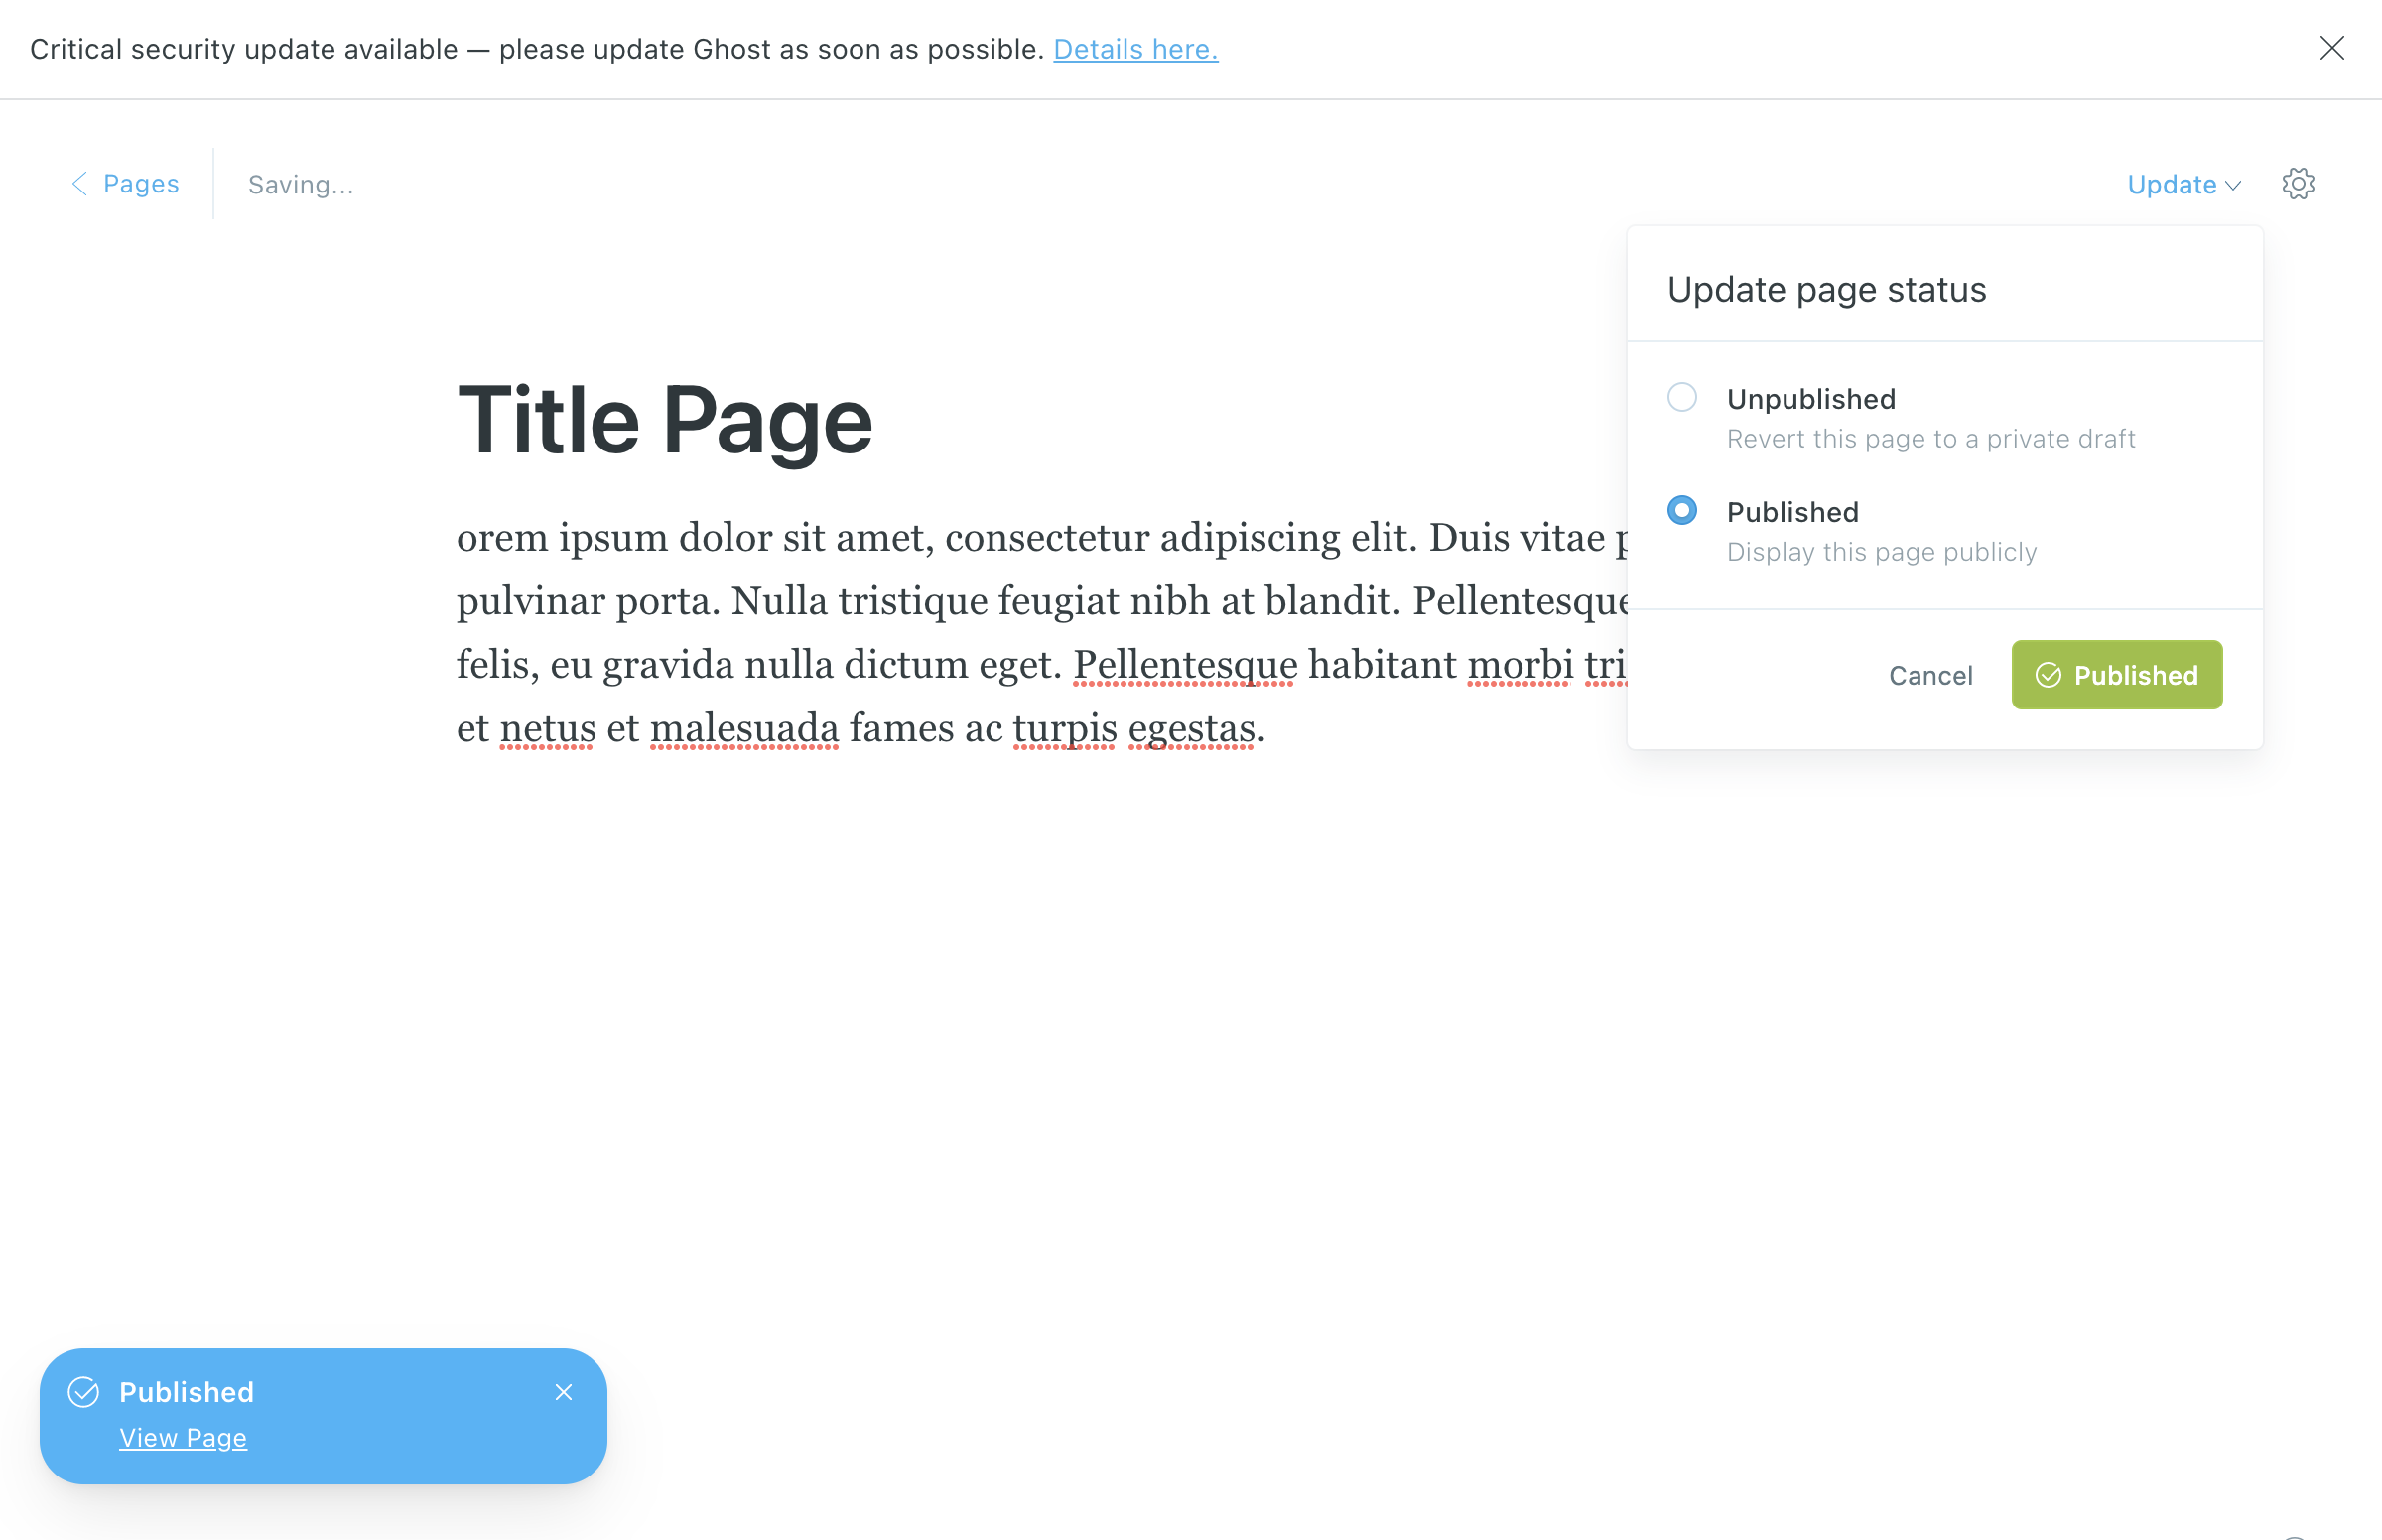 Critical security update available — please update Ghost as soon as possible. Details here.
Pages
Saving...
Update
Update page status
Unpublished
Revert this page to a private draft
Published
Display this page publicly
Cancel
Published
Title Page
orem ipsum dolor sit amet, consectetur adipiscing elit. Duis vitae
pulvinar porta. Nulla tristique feugiat nibh at blandit. Pellentesque
felis, eu gravida nulla dictum eget. Pellentesque habitant morbi tri
et netus et malesuada fames ac turpis egestas.
Published
View Page